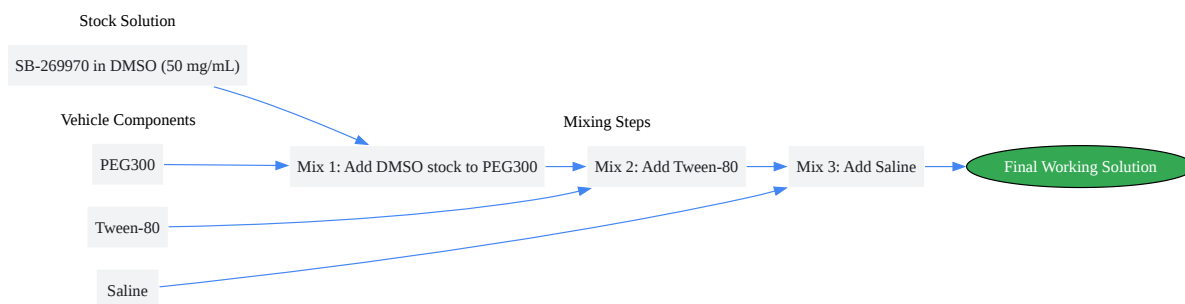 Stock Solution
SB-269970 in DMSO (50 mg/mL)
Vehicle Components
PEG300
Tween-80
Saline
Mixing Steps
Mix 1: Add DMSO stock to PEG300
Mix 2: Add Tween-80
Mix 3: Add Saline
Final Working Solution